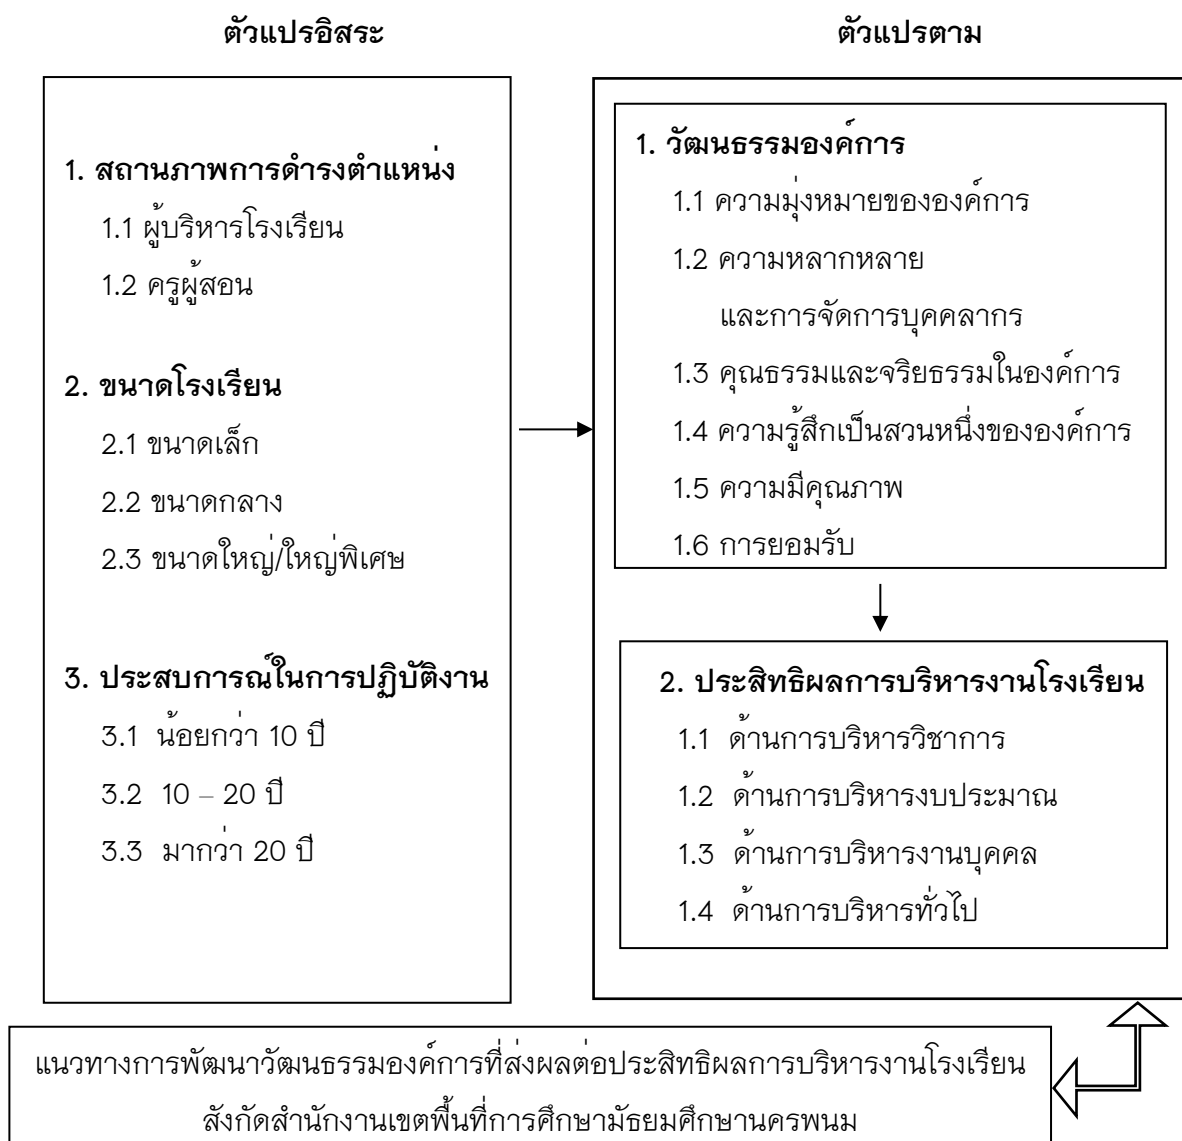 ตัวแปรอิสระ
1. สถานภาพการดำรงตำแหน่ง
1.1 ผู้บริหารโรงเรียน
1.2 ครูผู้สอน
2. ขนาดโรงเรียน
2.1 ขนาดเล็ก
2.2 ขนาดกลาง
2.3 ขนาดใหญ่/ใหญ่พิเศษ
3. ประสบการณ์ในการปฏิบัติงาน
3.1 น้อยกว่า 10 ปี
3.2 10 – 20 ปี
3.3 มากว่า 20 ปี
ตัวแปรตาม
1. วัฒนธรรมองค์การ
1.1 ความมุ่งหมายขององค์การ
1.2 ความหลากหลาย
และการจัดการบุคคลากร
1.3 คุณธรรมและจริยธรรมในองค์การ
1.4 ความรู้สึกเป็นสวนหนึ่งขององค์การ
1.5 ความมีคุณภาพ
1.6 การยอมรับ
2. ประสิทธิผลการบริหารงานโรงเรียน
1.1 ด้านการบริหารวิชาการ
1.2 ด้านการบริหารงบประมาณ
1.3 ด้านการบริหารงานบุคคล
1.4 ด้านการบริหารทั่วไป
แนวทางการพัฒนาวัฒนธรรมองค์การที่ส่งผลต่อประสิทธิผลการบริหารงานโรงเรียน
สังกัดสำนักงานเขตพื้นที่การศึกษามัธยมศึกษานครพนม